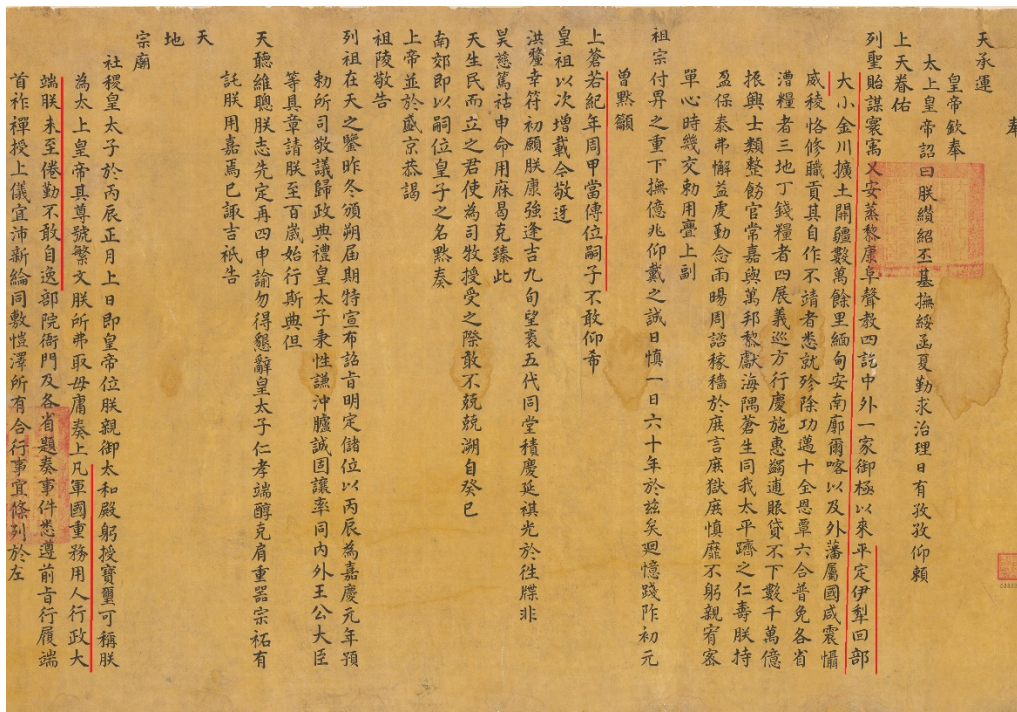 奉
天承運
皇帝欽奉
太上皇帝詔曰朕纘紹丕基撫綏函夏勤求治理日有孜孜仰賴
上天眷佑
列聖貽謀寰寓乂安蒸黎康阜聲教四訖中外一家御極以來平定伊犁回部
大小金川擴土開疆數萬餘里緬甸安南廓爾喀以及外藩屬國咸震懾
威稜恪修職貢其自作不靖者悉就殄除功邁十全恩覃六合普免各省
漕糧者三地丁錢糧者四展義巡方行慶施惠蠲逋賑貸不下數千萬億
振興士類整飭官常嘉與萬邦黎獻海隅蒼生同我太平躋之仁壽朕持
盈保泰弗懈益虔勤念雨暘周諮稼穡於庶言庶獄庶慎靡不躬親宥密
單心時幾交勅用亹上副
祖宗付畀之重下撫億兆仰戴之誠日慎一日六十年於茲矣廻憶踐阼初元
曾默籲
上蒼若紀年周甲當傳位嗣子不敢仰希
皇祖以次增載今敬迓
洪釐幸符初願朕康強逢吉九旬望袠五代同堂積慶延祺光於往牒非
昊慈篤祜申命用庥曷克臻此
天生民而立之君使為司牧授受之際敢不兢兢溯自癸巳
南郊即以嗣位皇子之名默奏
上帝並於盛京恭謁
祖陵敬告
列祖在天之鑒昨冬頒朔屆期特宣布詔旨明定儲位以丙辰為嘉慶元年預
勅所司敬議歸政典禮皇太子秉性謙沖臚誠固讓率同內外王公大臣
等具章請朕至百歲始行斯典但
天聽維聰朕志先定再四申諭勿得懇辭皇太子仁孝端醇克肩重器宗祏有
託朕用嘉焉已諏吉祇告
天
地
宗廟
社稷皇太子於丙辰正月上日即皇帝位朕親御太和殿躬授寶璽可稱朕
為太上皇帝其尊號繁文朕所弗取毋庸奏上凡軍國重務用人行政大
端朕未至倦勤不敢自逸部院衙門及各省題奏事件悉遵前旨行履端
首祚禪授上儀宜沛新綸同敷愷澤所有合行事宜條列於左